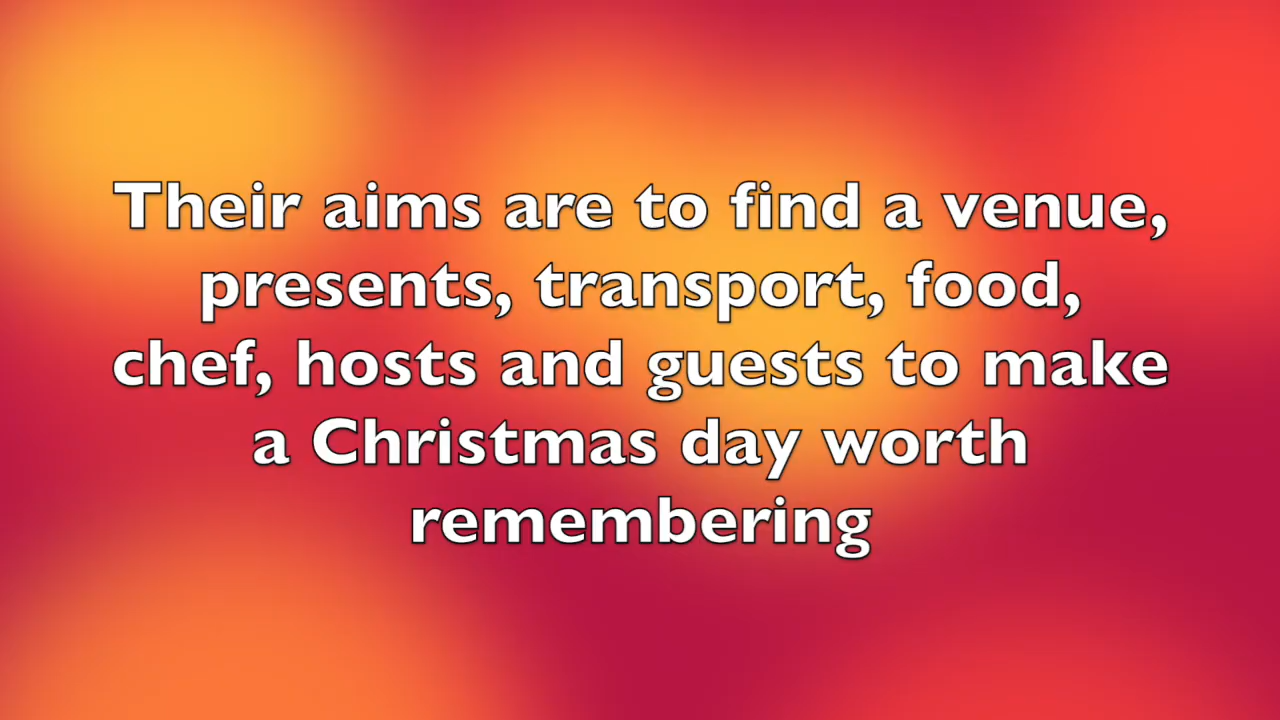 Their aims are to find a venue,
presents, transport, food,
chef, hosts and guests to make
a Christmas day worth
remembering